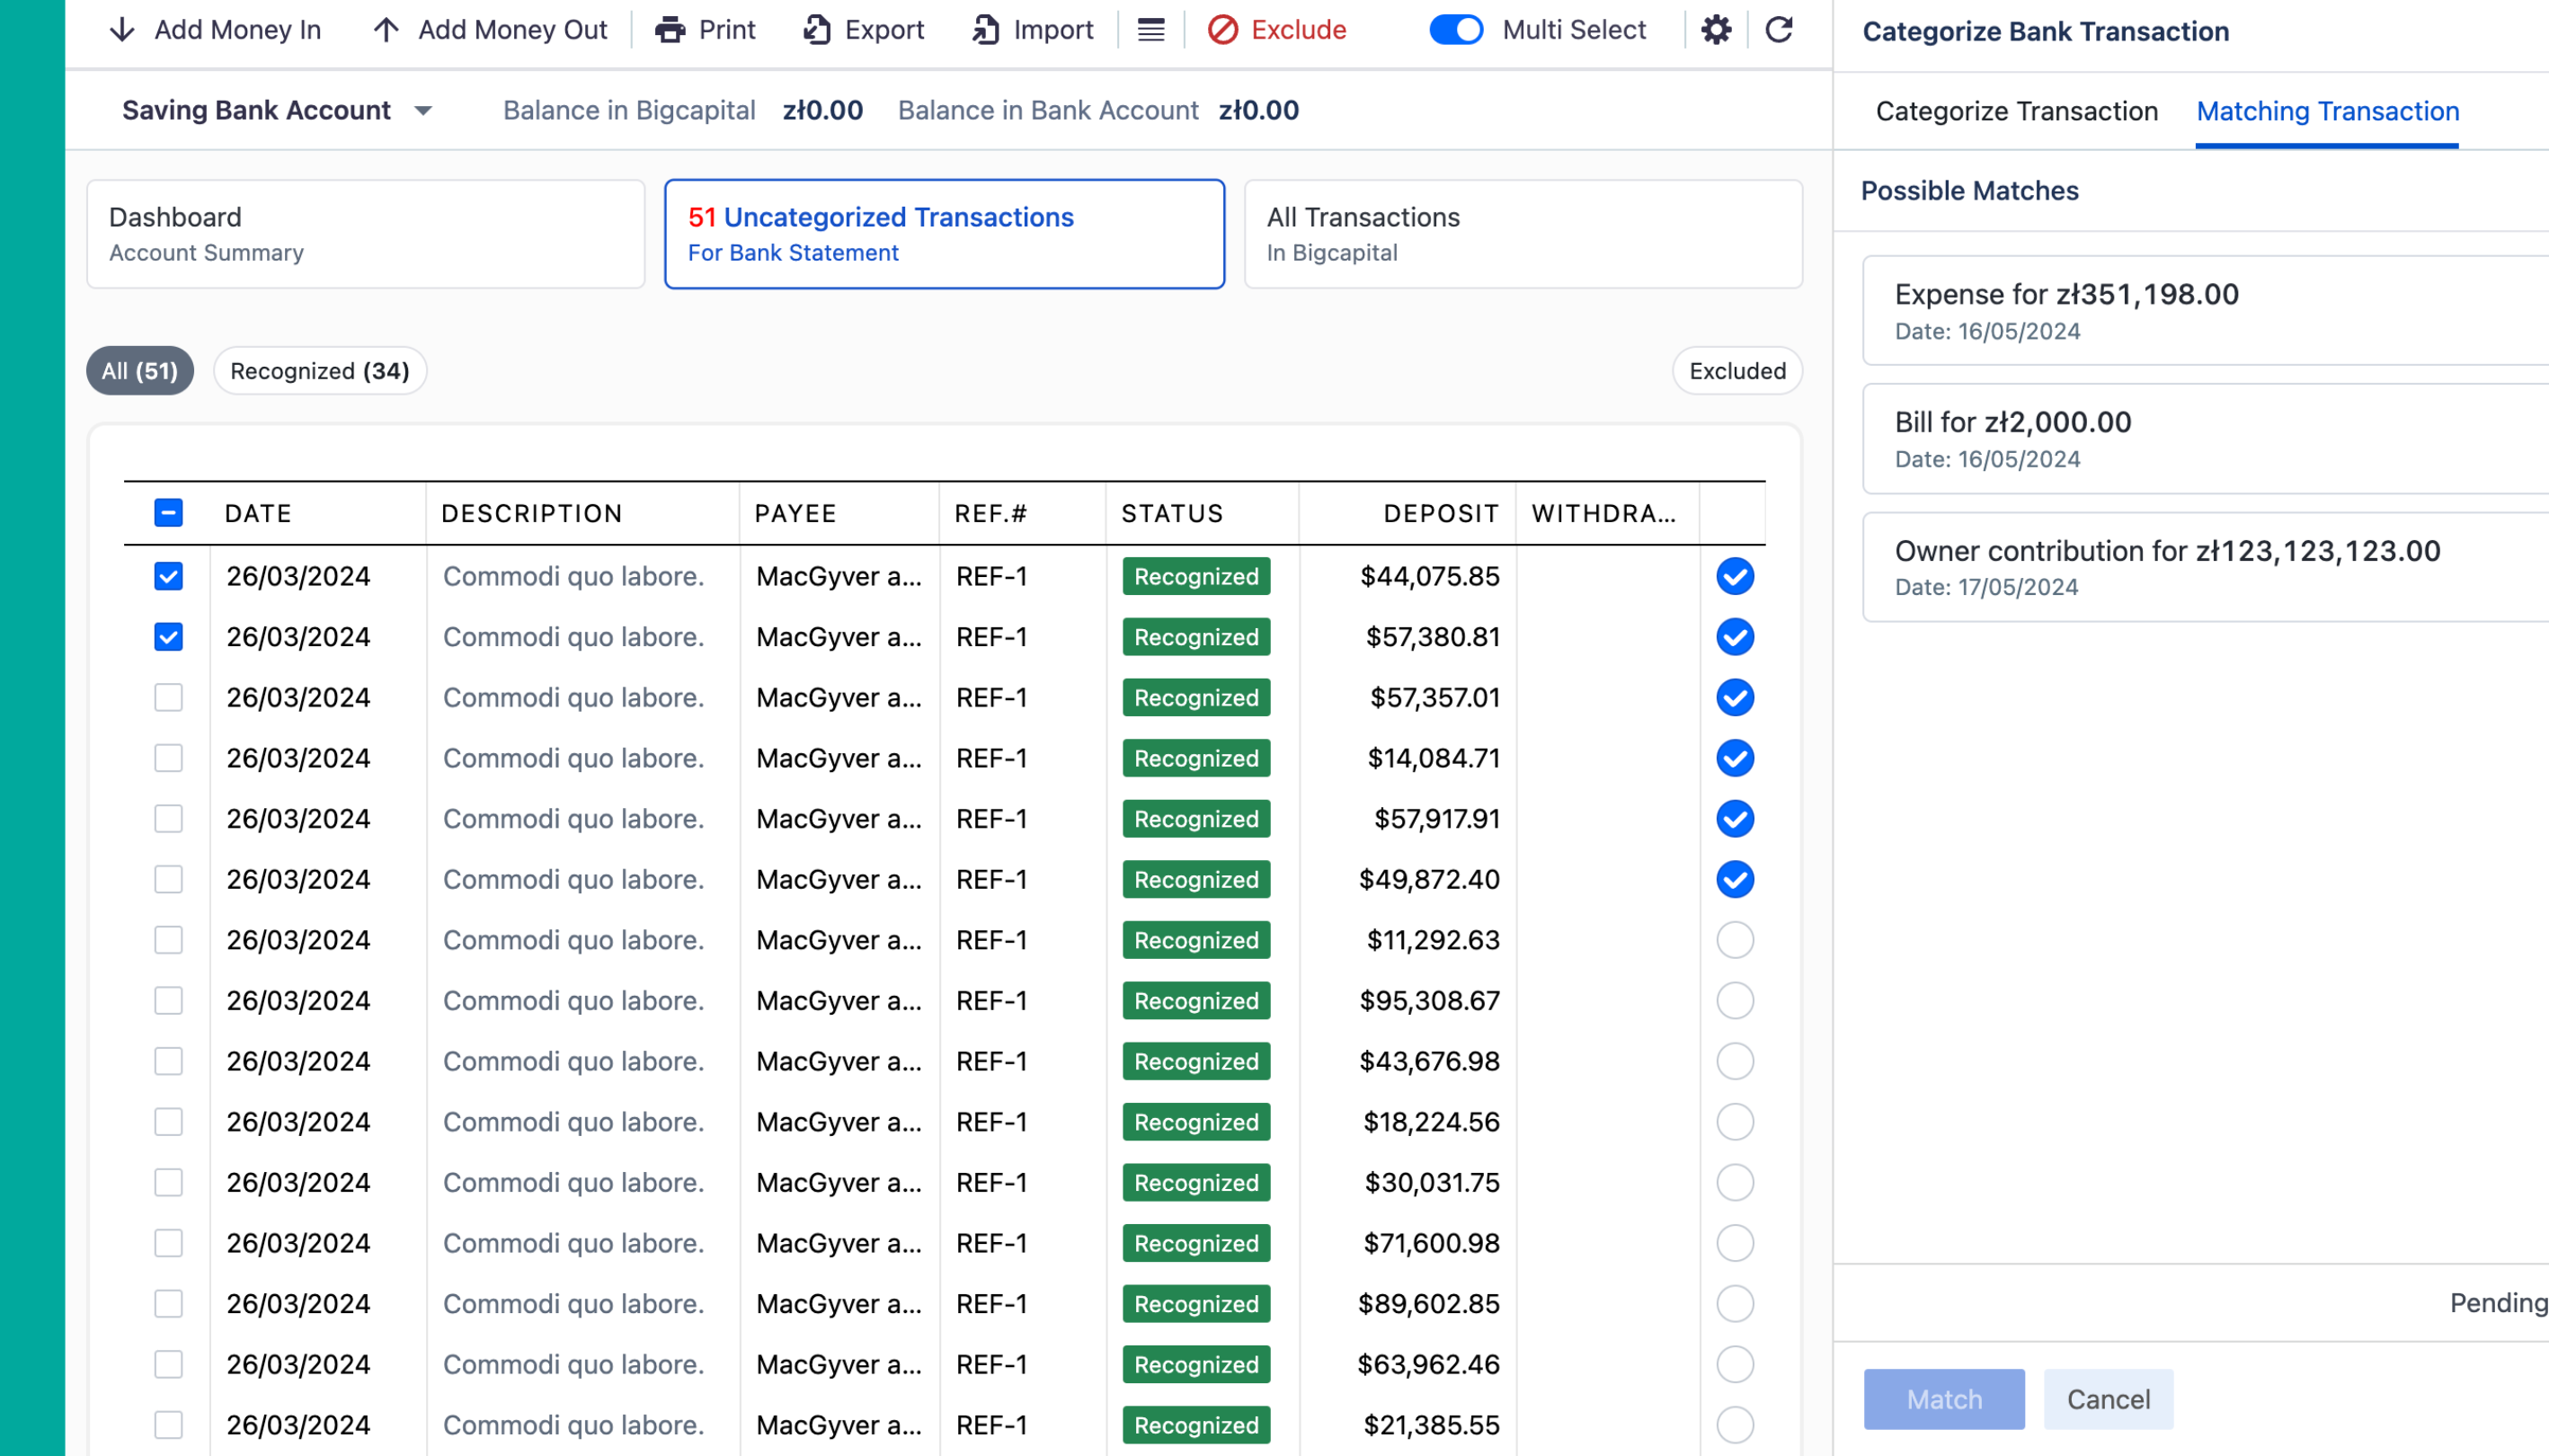 Add Money In Add Money Out Print Export Import Exclude Multi Select
Saving Bank Account Balance in Bigcapital zł0.00 Balance in Bank Account zł0.00
Dashboard
Account Summary
51 Uncategorized Transactions
For Bank Statement
All Transactions
In Bigcapital
All (51) Recognized (34) Excluded
DATE DESCRIPTION PAYEE REF.# STATUS DEPOSIT WITHDRA...
26/03/2024 Commodi quo labore. MacGyver a... REF-1 Recognized $44,075.85
26/03/2024 Commodi quo labore. MacGyver a... REF-1 Recognized $57,380.81
26/03/2024 Commodi quo labore. MacGyver a... REF-1 Recognized $57,357.01
26/03/2024 Commodi quo labore. MacGyver a... REF-1 Recognized $14,084.71
26/03/2024 Commodi quo labore. MacGyver a... REF-1 Recognized $57,917.91
26/03/2024 Commodi quo labore. MacGyver a... REF-1 Recognized $49,872.40
26/03/2024 Commodi quo labore. MacGyver a... REF-1 Recognized $11,292.63
26/03/2024 Commodi quo labore. MacGyver a... REF-1 Recognized $95,308.67
26/03/2024 Commodi quo labore. MacGyver a... REF-1 Recognized $43,676.98
26/03/2024 Commodi quo labore. MacGyver a... REF-1 Recognized $18,224.56
26/03/2024 Commodi quo labore. MacGyver a... REF-1 Recognized $30,031.75
26/03/2024 Commodi quo labore. MacGyver a... REF-1 Recognized $71,600.98
26/03/2024 Commodi quo labore. MacGyver a... REF-1 Recognized $89,602.85
26/03/2024 Commodi quo labore. MacGyver a... REF-1 Recognized $63,962.46
26/03/2024 Commodi quo labore. MacGyver a... REF-1 Recognized $21,385.55
Categorize Bank Transaction
Categorize Transaction Matching Transaction
Possible Matches
Expense for zł351,198.00
Date: 16/05/2024
Bill for zł2,000.00
Date: 16/05/2024
Owner contribution for zł123,123,123.00
Date: 17/05/2024
Pending
Match Cancel